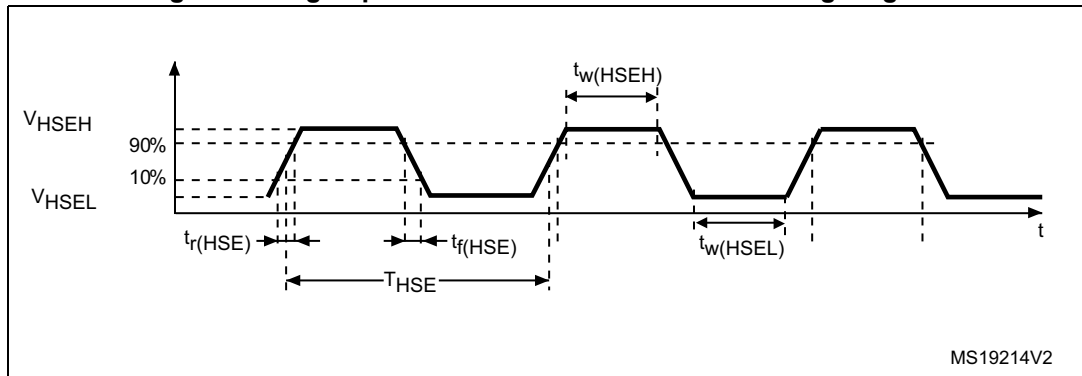 tw(HSEH)
VHSEH
90%
10%
VHSEL
tr(HSE)
tf(HSE)
tw(HSEL)
t
THSE
MS19214V2